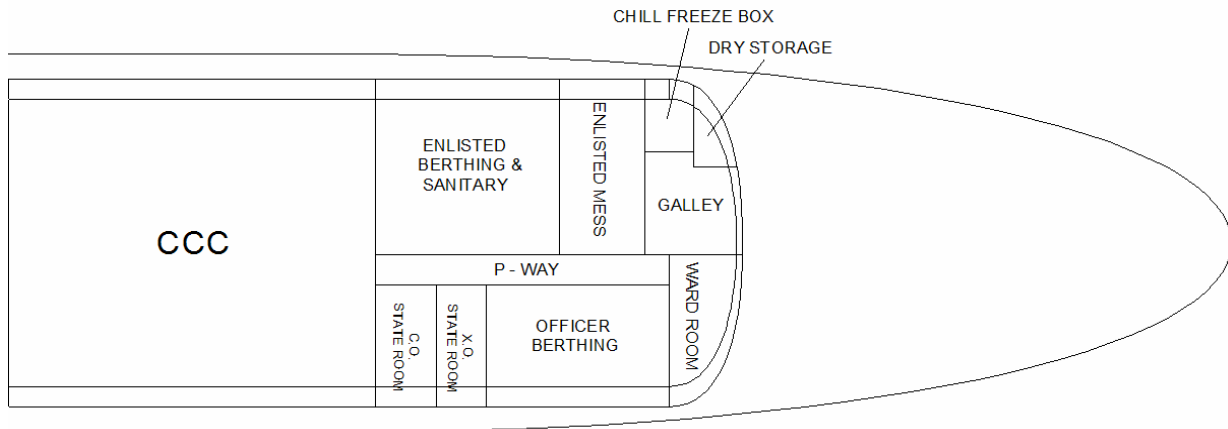 CHILL FREEZE BOX
DRY STORAGE
ENLISTED
BERTHING &
SANITARY
ENLISTED MESS
GALLEY
CCC
P - WAY
WARD ROOM
C.O.
STATE ROOM
X.O.
STATE ROOM
OFFICER
BERTHING